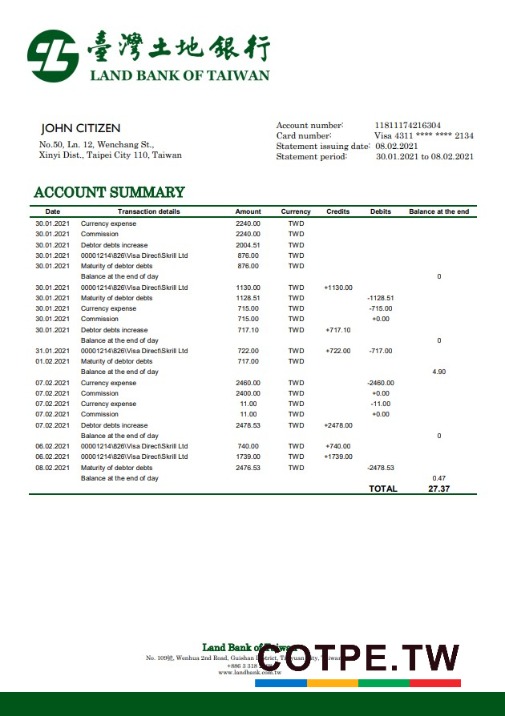 臺灣土地銀行
LAND BANK OF TAIWAN
JOHN CITIZEN
No.50, Ln. 12, Wenchang St.,
Xinyi Dist., Taipei City 110, Taiwan
Account number: 11811174216304
Card number: Visa 4311 **** **** 2134
Statement issuing date: 08.02.2021
Statement period: 30.01.2021 to 08.02.2021
ACCOUNT SUMMARY
Date Transaction details Amount Currency Credits Debits Balance at the end
30.01.2021 Currency expense 2240.00 TWD
30.01.2021 Commission 2240.00 TWD
30.01.2021 Debtor debts increase 2004.51 TWD
30.01.2021 00001214\826\Visa Direct\Skrill Ltd 876.00 TWD
30.01.2021 Maturity of debtor debts 876.00 TWD
Balance at the end of day 0
30.01.2021 00001214\826\Visa Direct\Skrill Ltd 1130.00 TWD +1130.00
30.01.2021 Maturity of debtor debts 1128.51 TWD -1128.51
30.01.2021 Currency expense 715.00 TWD -715.00
30.01.2021 Commission 715.00 TWD +0.00
30.01.2021 Debtor debts increase 717.10 TWD +717.10
Balance at the end of day 0
31.01.2021 00001214\826\Visa Direct\Skrill Ltd 722.00 TWD +722.00 -717.00
01.02.2021 Maturity of debtor debts 717.00 TWD
Balance at the end of day 4.90
07.02.2021 Currency expense 2460.00 TWD -2460.00
07.02.2021 Commission 2400.00 TWD +0.00
07.02.2021 Currency expense 11.00 TWD -11.00
07.02.2021 Commission 11.00 TWD +0.00
07.02.2021 Debtor debts increase 2478.53 TWD +2478.00
Balance at the end of day 0
06.02.2021 00001214\826\Visa Direct\Skrill Ltd 740.00 TWD +740.00
06.02.2021 00001214\826\Visa Direct\Skrill Ltd 1739.00 TWD +1739.00
08.02.2021 Maturity of debtor debts 2476.53 TWD -2478.53
Balance at the end of day 0.47
TOTAL 27.37
Land Bank of Taiwan
No. 109號, Wenhua 2nd Road, Guishan District,
+886 3 318
www.landbank.com.tw
COTPE.TW